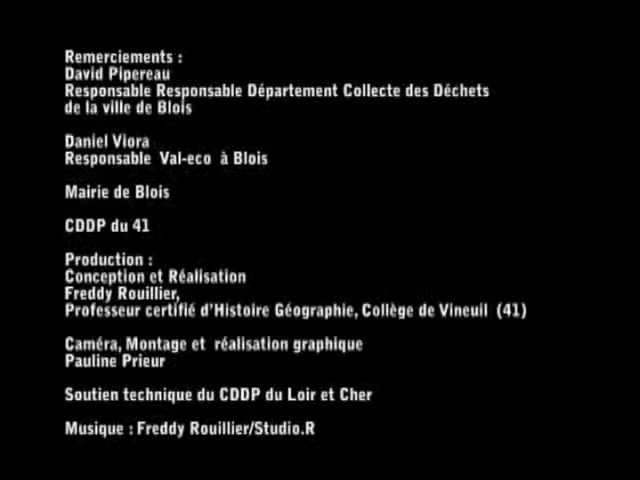 Remerciements :
David Pipereau
Responsable Responsable Département Collecte des Déchets
de la ville de Blois
Daniel Viora
Responsable Val-eco à Blois
Mairie de Blois
CDDP du 41
Production :
Conception et Réalisation
Freddy Rouillier,
Professeur certifié d'Histoire Géographie, Collège de Vineuil (41)
Caméra, Montage et réalisation graphique
Pauline Prieur
Soutien technique du CDDP du Loir et Cher
Musique : Freddy Rouillier/Studio.R